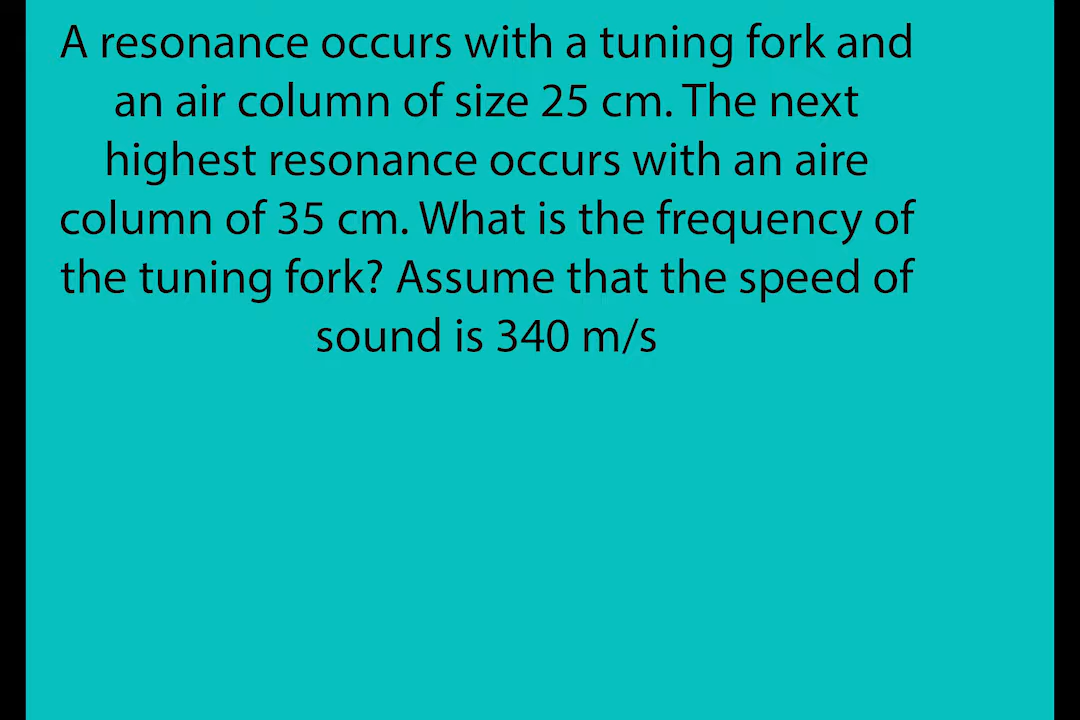 A resonance occurs with a tuning fork and
an air column of size 25 cm. The next
highest resonance occurs with an aire
column of 35 cm. What is the frequency of
the tuning fork? Assume that the speed of
sound is 340 m/s